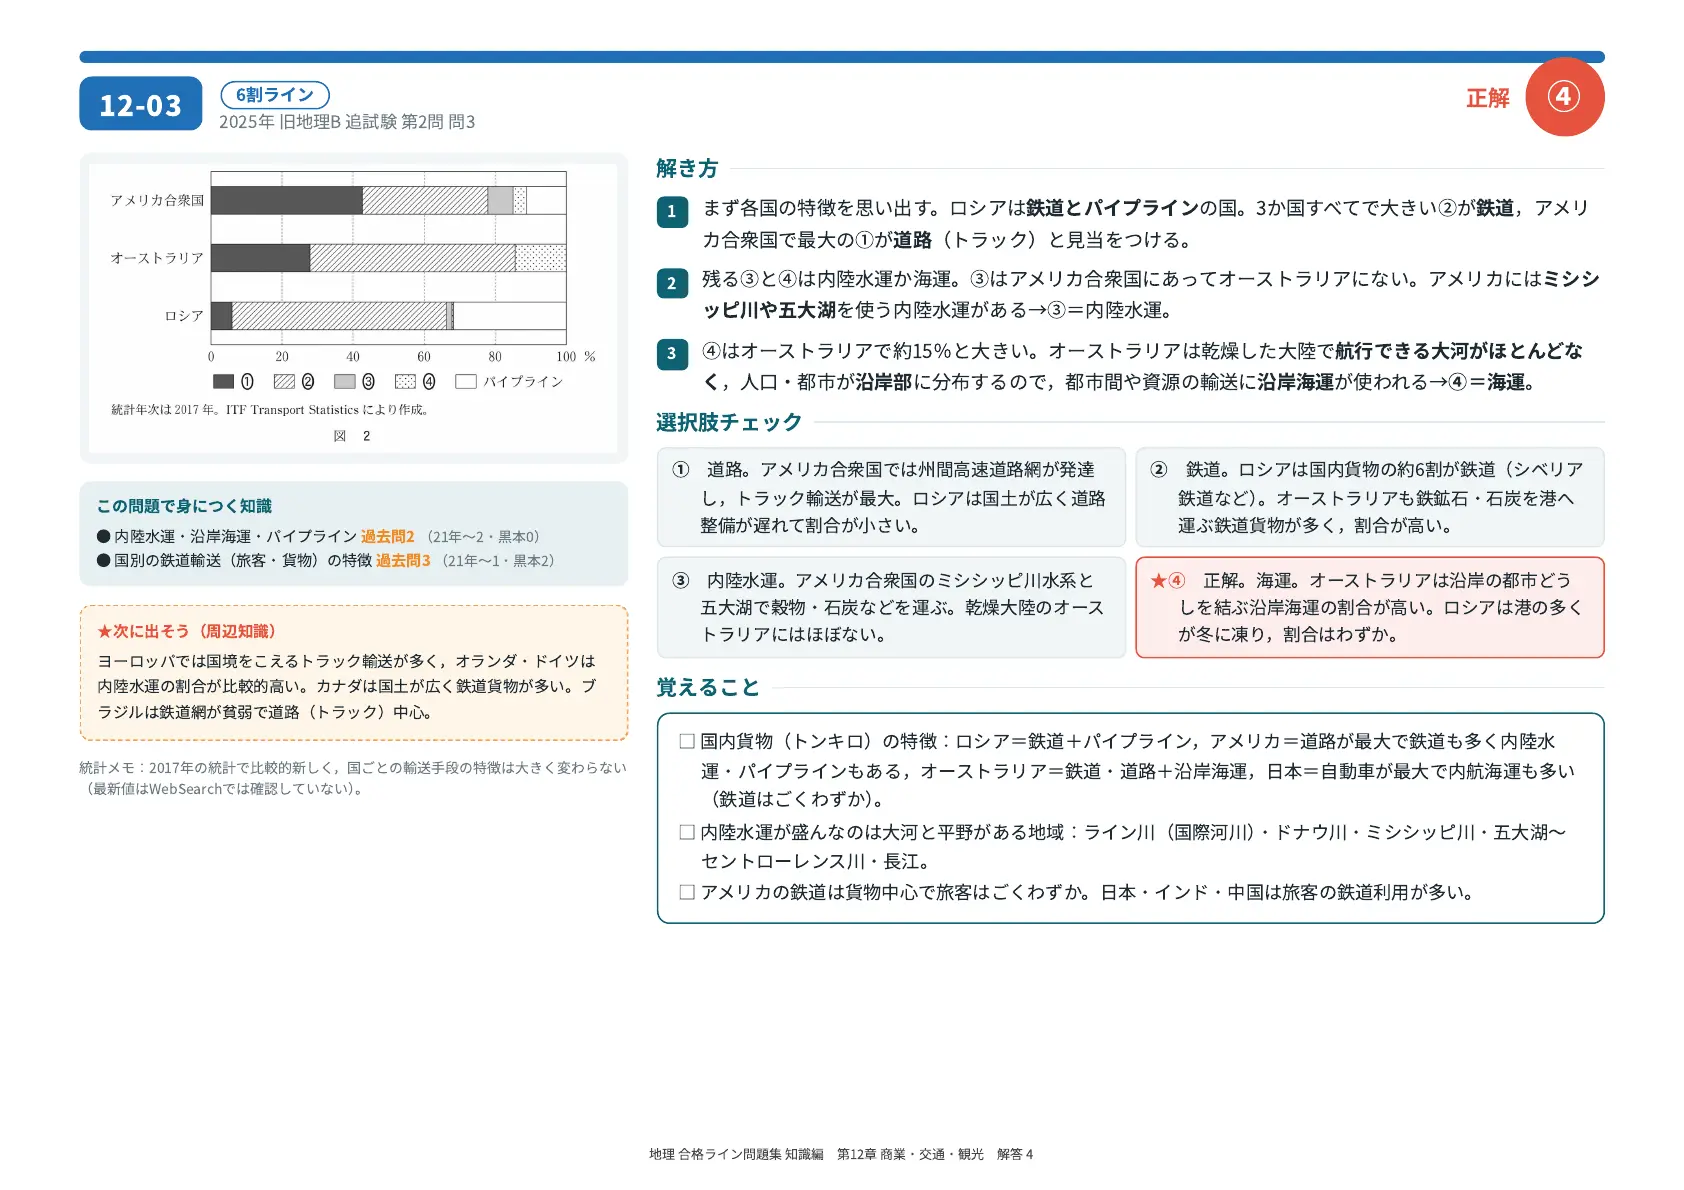 12-03
6割ライン
2025年 旧地理B 追試験 第2問 問3
正解 ④
アメリカ合衆国
オーストラリア
ロシア
0 20 40 60 80 100 %
① ② ③ ④ パイプライン
統計年次は 2017 年。ITF Transport Statistics により作成。
図 2
この問題で身につく知識
●内陸水運・沿岸海運・パイプライン 過去問2 （21年〜2・黒本0）
●国別の鉄道輸送（旅客・貨物）の特徴 過去問3 （21年〜1・黒本2）
★次に出そう（周辺知識）
ヨーロッパでは国境をこえるトラック輸送が多く，オランダ・ドイツは
内陸水運の割合が比較的高い。カナダは国土が広く鉄道貨物が多い。ブ
ラジルは鉄道網が貧弱で道路（トラック）中心。
統計メモ：2017年の統計で比較的新しく，国ごとの輸送手段の特徴は大きく変わらない
（最新値はWebSearchでは確認していない）。
解き方
1 まず各国の特徴を思い出す。ロシアは鉄道とパイプラインの国。3か国すべてで大きい②が鉄道，アメリ
カ合衆国で最大の①が道路（トラック）と見当をつける。
2 残る③と④は内陸水運か海運。③はアメリカ合衆国にあってオーストラリアにない。アメリカにはミシシ
ッピ川や五大湖を使う内陸水運がある→③＝内陸水運。
3 ④はオーストラリアで約15%と大きい。オーストラリアは乾燥した大陸で航行できる大河がほとんどな
く，人口・都市が沿岸部に分布するので，都市間や資源の輸送に沿岸海運が使われる→④＝海運。
選択肢チェック
① 道路。アメリカ合衆国では州間高速道路網が発達
し，トラック輸送が最大。ロシアは国土が広く道路
整備が遅れて割合が小さい。
② 鉄道。ロシアは国内貨物の約6割が鉄道（シベリア
鉄道など）。オーストラリアも鉄鉱石・石炭を港へ
運ぶ鉄道貨物が多く，割合が高い。
③ 内陸水運。アメリカ合衆国のミシシッピ川水系と
五大湖で穀物・石炭などを運ぶ。乾燥大陸のオース
トラリアにはほぼない。
★④ 正解。海運。オーストラリアは沿岸の都市どう
しを結ぶ沿岸海運の割合が高い。ロシアは港の多く
が冬に凍り，割合はわずか。
覚えること
□ 国内貨物（トンキロ）の特徴：ロシア＝鉄道＋パイプライン，アメリカ＝道路が最大で鉄道も多く内陸水
運・パイプラインもある，オーストラリア＝鉄道・道路＋沿岸海運，日本＝自動車が最大で内航海運も多い
（鉄道はごくわずか）。
□ 内陸水運が盛んなのは大河と平野がある地域：ライン川（国際河川）・ドナウ川・ミシシッピ川・五大湖〜
セントローレンス川・長江。
□ アメリカの鉄道は貨物中心で旅客はごくわずか。日本・インド・中国は旅客の鉄道利用が多い。
地理 合格ライン問題集 知識編 第12章 商業・交通・観光 解答 4